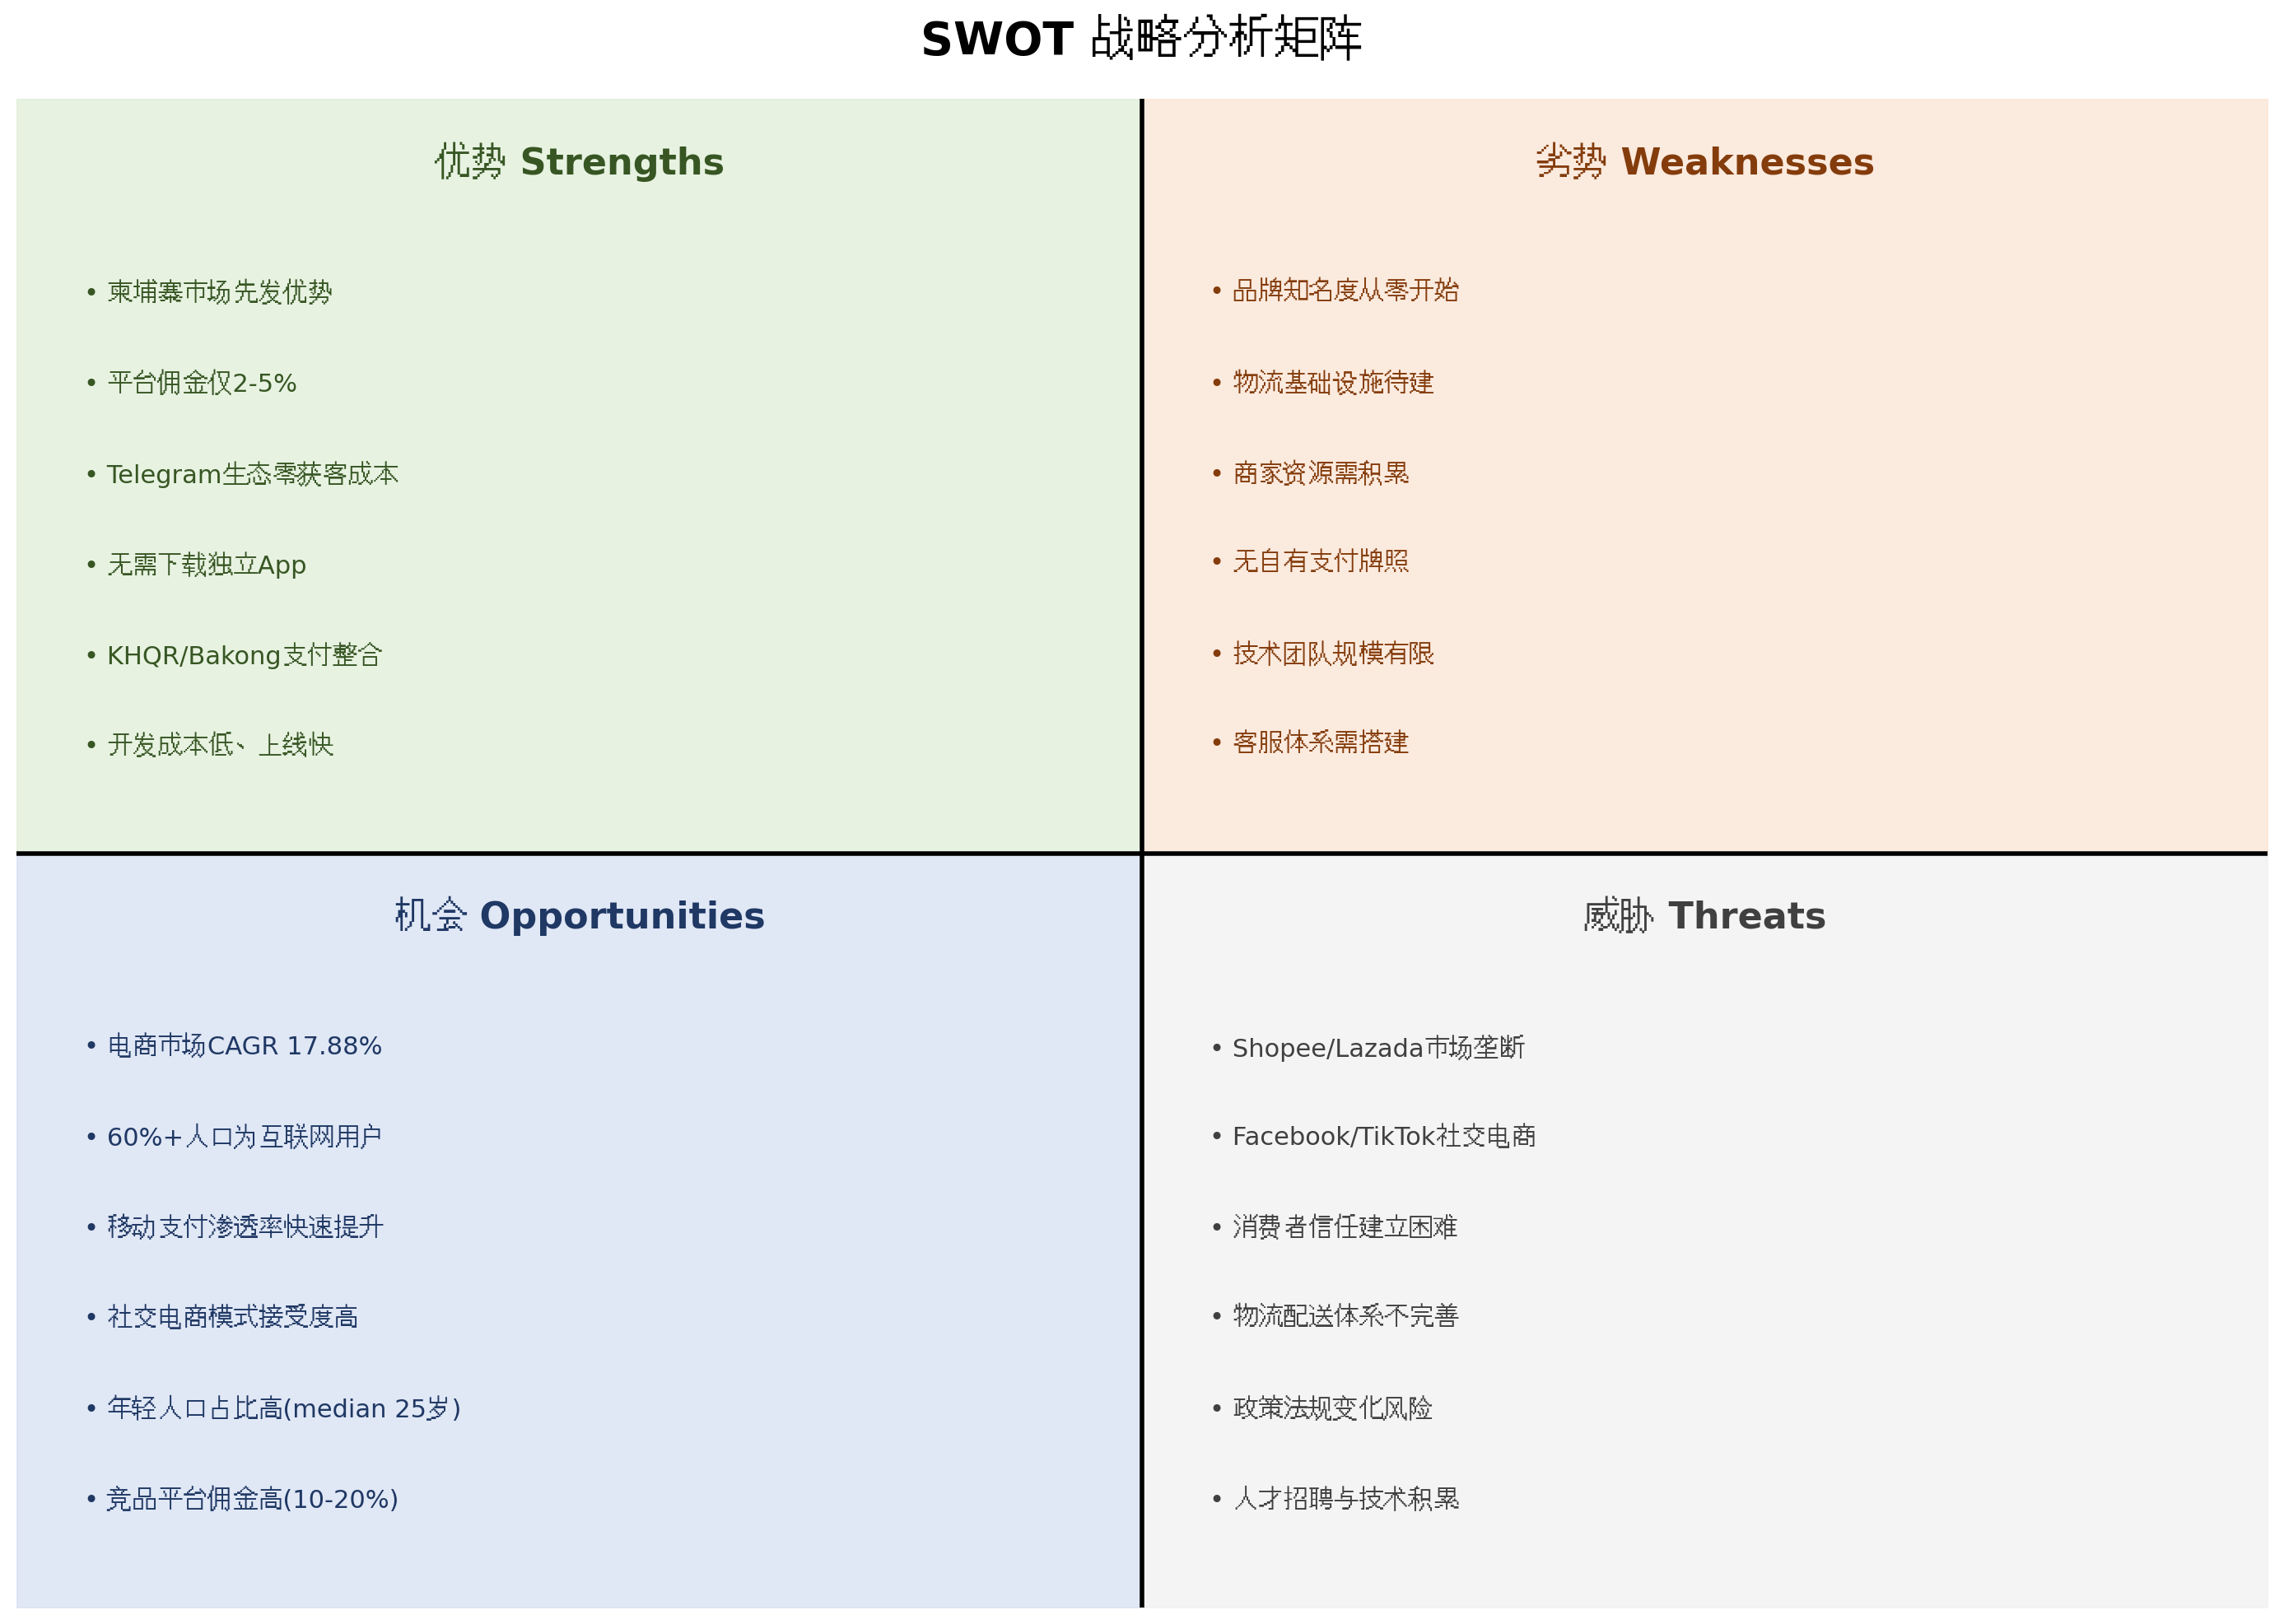 SWOT 战略分析矩阵
优势 Strengths
• 柬埔寨市场先发优势
• 平台佣金仅2-5%
• Telegram生态零获客成本
• 无需下载独立App
• KHQR/Bakong支付整合
• 开发成本低、上线快
劣势 Weaknesses
• 品牌知名度从零开始
• 物流基础设施待建
• 商家资源需积累
• 无自有支付牌照
• 技术团队规模有限
• 客服体系需搭建
机会 Opportunities
• 电商市场CAGR 17.88%
• 60%+人口为互联网用户
• 移动支付渗透率快速提升
• 社交电商模式接受度高
• 年轻人口占比高(median 25岁)
• 竞品平台佣金高(10-20%)
威胁 Threats
• Shopee/Lazada市场垄断
• Facebook/TikTok社交电商
• 消费者信任建立困难
• 物流配送体系不完善
• 政策法规变化风险
• 人才招聘与技术积累